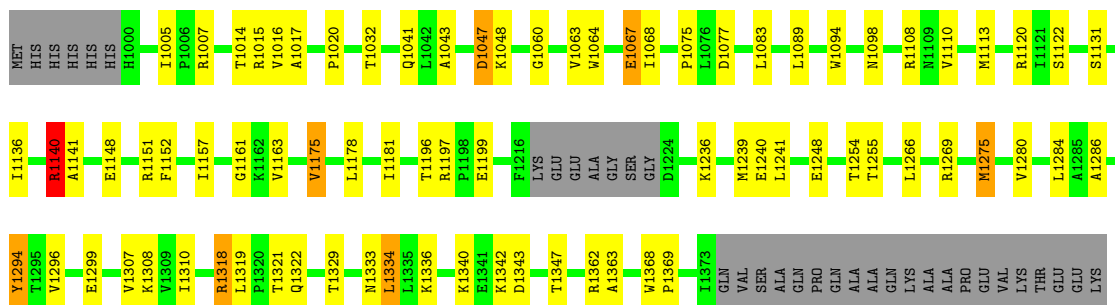 MET HIS HIS HIS HIS HIS H1000 I1005 P1006 R1007 T1014 R1015 V1016 A1017 P1020 T1032 Q1041 L1042 A1043 D1047 K1048 G1060 V1063 W1064 E1067 I1068 P1075 L1076 D1077 L1083 L1089 W1094 N1098 R1108 N1109 V1110 M1113 R1120 I1121 S1122 S1131
I1136 R1140 A1141 E1148 R1151 F1152 I1157 G1161 K1162 V1163 V1175 L1178 I1181 T1196 R1197 P1198 E1199 F1216 LYS GLU GLU ALA GLY SER GLY D1224 K1236 M1239 E1240 L1241 E1248 T1254 T1255 L1266 R1269 M1275 V1280 L1284 A1285 A1286
Y1294 T1295 V1296 E1299 V1307 K1308 V1309 I1310 R1318 L1319 P1320 T1321 Q1322 T1329 N1333 L1334 L1335 K1336 K1340 E1341 K1342 D1343 T1347 R1362 A1363 W1368 P1369 I1373 GLN VAL SER ALA GLN PRO GLN ALA ALA GLN LYS ALA ALA PRO GLU VAL LYS THR GLU GLU LYS